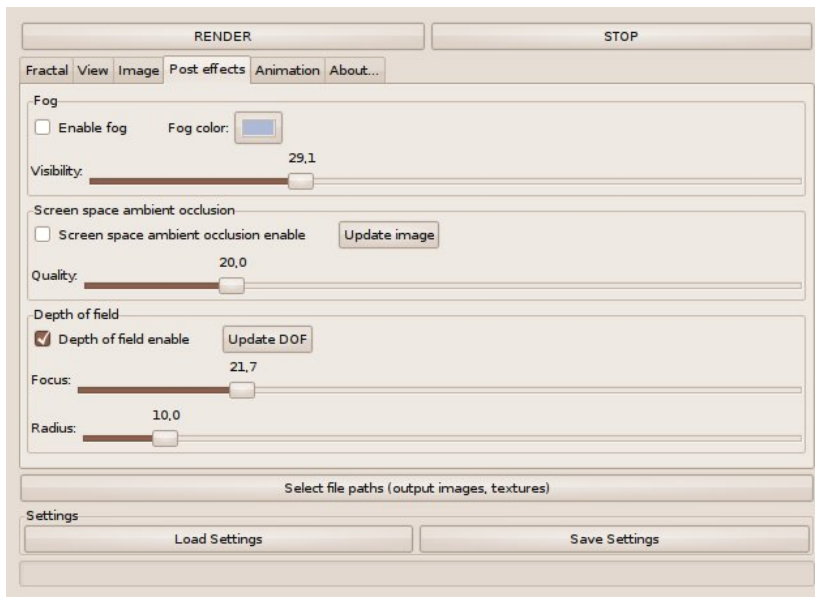 RENDER STOP
Fractal View Image Post effects Animation About...
Fog
Enable fog Fog color:
29,1
Visibility:
Screen space ambient occlusion
Screen space ambient occlusion enable Update image
20,0
Quality:
Depth of field
Depth of field enable Update DOF
21,7
Focus:
10,0
Radius:
Select file paths (output images, textures)
Settings
Load Settings Save Settings